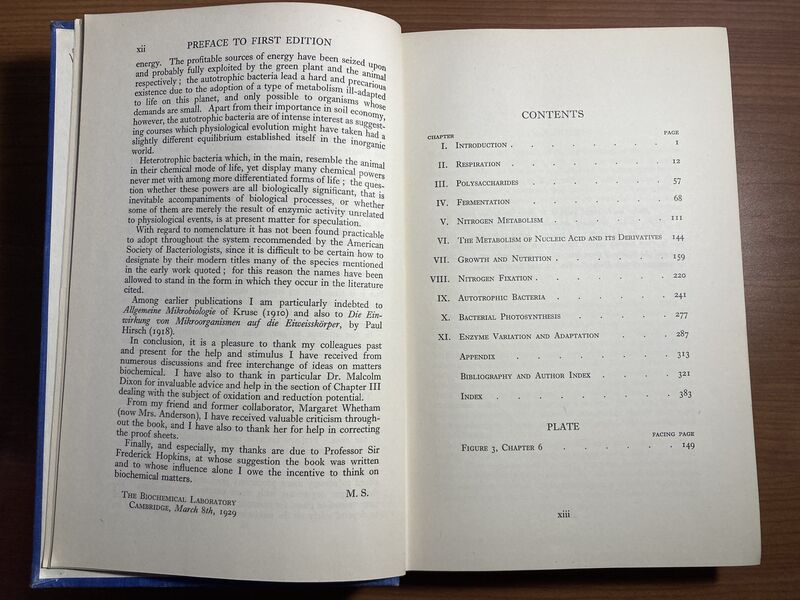 xii PREFACE TO FIRST EDITION
energy. The profitable sources of energy have been seized upon
and probably fully exploited by the green plant and the animal
respectively; the autotrophic bacteria lead a hard and precarious
existence due to the adoption of a type of metabolism ill-adapted
to life on this planet, and only possible to organisms whose
demands are small. Apart from their importance in soil economy,
however, the autotrophic bacteria are of intense interest as suggest-
ing courses which physiological evolution might have taken had a
slightly different equilibrium established itself in the inorganic
world.
Heterotrophic bacteria which, in the main, resemble the animal
in their chemical mode of life, yet display many chemical powers
never met with among more differentiated forms of life; the ques-
tion whether these powers are all biologically significant, that is
inevitable accompaniments of biological processes, or whether
some of them are merely the result of enzymic activity unrelated
to physiological events, is at present matter for speculation.
With regard to nomenclature it has not been found practicable
to adopt throughout the system recommended by the American
Society of Bacteriologists, since it is difficult to be certain how to
designate by their modern titles many of the species mentioned
in the early work quoted; for this reason the names have been
allowed to stand in the form in which they occur in the literature
cited.
Among earlier publications I am particularly indebted to
Allgemeine Mikrobiologie of Kruse (1910) and also to Die Ein-
wirkung von Mikroorganismen auf die Eiweisskörper, by Paul
Hirsch (1918).
In conclusion, it is a pleasure to thank my colleagues past
and present for the help and stimulus I have received from
numerous discussions and free interchange of ideas on matters
biochemical. I have also to thank in particular Dr. Malcolm
Dixon for invaluable advice and help in the section of Chapter III
dealing with the subject of oxidation and reduction potential.
From my friend and former collaborator, Margaret Whetham
(now Mrs. Anderson), I have received valuable criticism through-
out the book, and I have also to thank her for help in correcting
the proof sheets.
Finally, and especially, my thanks are due to Professor Sir
Frederick Hopkins, at whose suggestion the book was written
and to whose influence alone I owe the incentive to think on
biochemical matters.
M. S.
THE BIOCHEMICAL LABORATORY
CAMBRIDGE, March 8th, 1929
CONTENTS
CHAPTER PAGE
I. INTRODUCTION . . . . . . 1
II. RESPIRATION . . . . . . 12
III. POLYSACCHARIDES . . . . . . 57
IV. FERMENTATION . . . . . . 68
V. NITROGEN METABOLISM . . . . . 111
VI. THE METABOLISM OF NUCLEIC ACID AND ITS DERIVATIVES 144
VII. GROWTH AND NUTRITION . . . . . 159
VIII. NITROGEN FIXATION . . . . . . 220
IX. AUTOTROPHIC BACTERIA . . . . . 241
X. BACTERIAL PHOTOSYNTHESIS . . . . . 277
XI. ENZYME VARIATION AND ADAPTATION . . . 287
APPENDIX . . . . . . 313
BIBLIOGRAPHY AND AUTHOR INDEX . . . . 321
INDEX . . . . . . . 383
PLATE
FACING PAGE
FIGURE 3, CHAPTER 6 . . . . . . 149
xiii